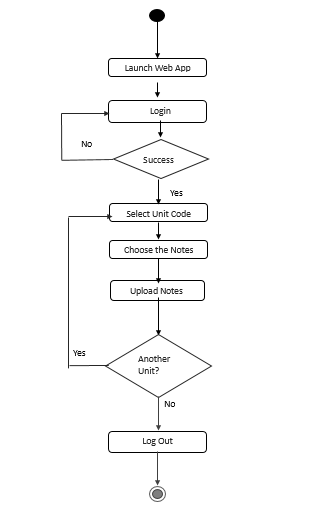 Launch Web App
Login
No
Success
Yes
Select Unit Code
Choose the Notes
Upload Notes
Another
Unit?
Yes
No
Log Out